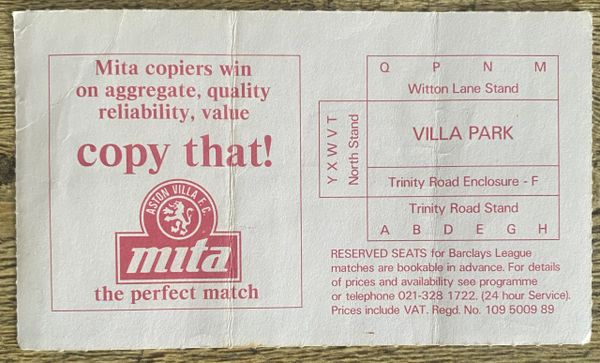 Mita copiers win
on aggregate, quality
reliability, value
copy that!
ASTON VILLA F.C.
mita
the perfect match
Q P N M
Witton Lane Stand
Y X W V T
North Stand
VILLA PARK
Trinity Road Enclosure - F
Trinity Road Stand
A B D E G H
RESERVED SEATS for Barclays League
matches are bookable in advance. For details
of prices and availability see programme
or telephone 021-328 1722. (24 hour Service).
Prices include VAT. Regd. No. 109 5009 89